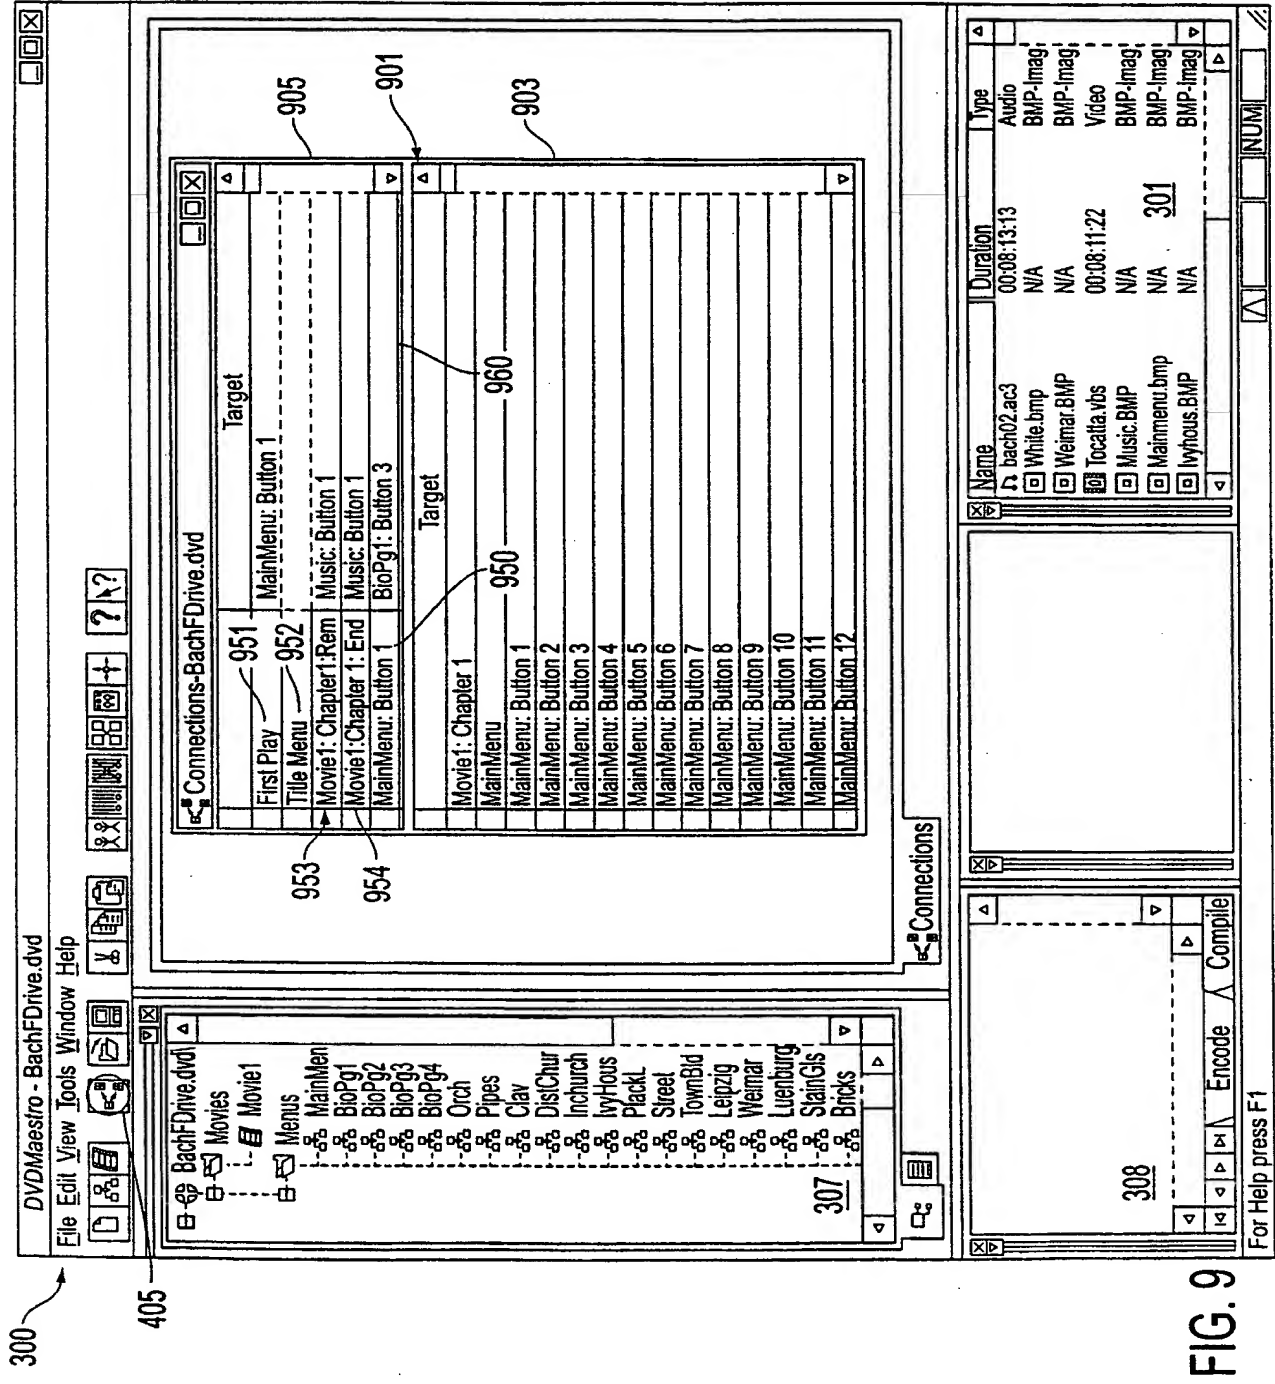 300
DVDMaestro - BachFDrive.dvd
File Edit View Tools Window Help
405
BachFDrive.dvd\
Movies
Movie1
Menus
MainMen
BioPg1
BioPg2
BioPg3
BioPg4
Orch
Pipes
Clav
DistChur
Inchurch
IvyHous
PlackL
Street
TownBld
Leipzig
Weimar
Luenburg
StainGls
Bricks
307
Connections-BachFDrive.dvd
905
Target
951
First Play
MainMenu: Button 1
952
Title Menu
953
Movie1: Chapter1:Rem
Music: Button 1
954
Movie1:Chapter 1: End
Music: Button 1
MainMenu: Button 1
BioPg1: Button 3
901
960
950
903
Target
Movie1: Chapter 1
MainMenu
MainMenu: Button 1
MainMenu: Button 2
MainMenu: Button 3
MainMenu: Button 4
MainMenu: Button 5
MainMenu: Button 6
MainMenu: Button 7
MainMenu: Button 8
MainMenu: Button 9
MainMenu: Button 10
MainMenu: Button 11
MainMenu: Button 12
Connections
308
Encode Compile
Name Duration Type
bach02.ac3 00:08:13:13 Audio
White.bmp N/A BMP-Imag
Weimar.BMP N/A BMP-Imag
Tocatta.vbs 00:08:11:22 Video
Music.BMP N/A BMP-Imag
Mainmenu.bmp N/A BMP-Imag
Ivyhous.BMP N/A BMP-Imag
301
For Help press F1
NUM
FIG. 9